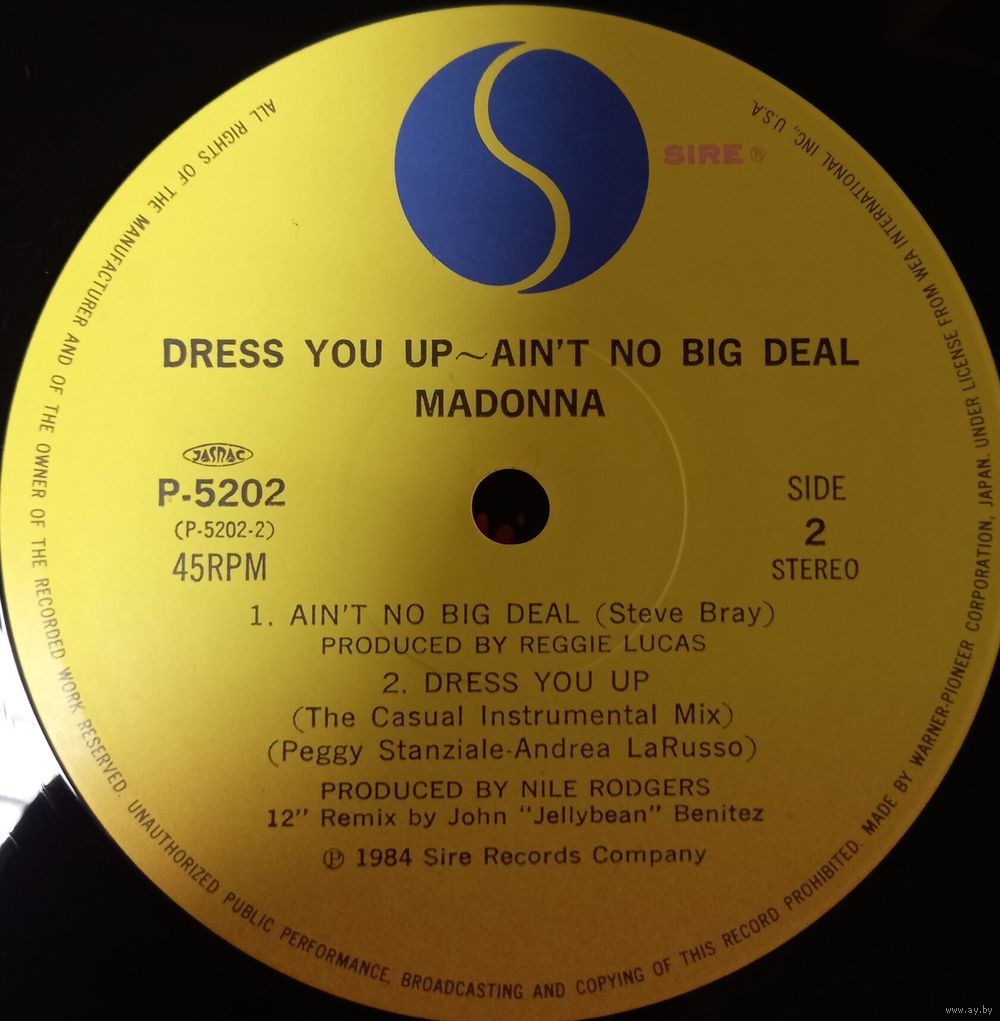 SIRE ®
DRESS YOU UP~AIN'T NO BIG DEAL
MADONNA
JASRAC
P-5202
(P-5202-2)
45RPM
SIDE
2
STEREO
1. AIN'T NO BIG DEAL (Steve Bray)
PRODUCED BY REGGIE LUCAS
2. DRESS YOU UP
(The Casual Instrumental Mix)
(Peggy Stanziale-Andrea LaRusso)
PRODUCED BY NILE RODGERS
12" Remix by John "Jellybean" Benitez
℗ 1984 Sire Records Company
ALL RIGHTS OF THE MANUFACTURER AND OF THE OWNER OF THE RECORDED WORK RESERVED. UNAUTHORIZED PUBLIC PERFORMANCE, BROADCASTING AND COPYING OF THIS RECORD PROHIBITED. MADE BY WARNER-PIONEER CORPORATION, JAPAN. UNDER LICENSE FROM WEA INTERNATIONAL INC., U.S.A.
www.ay.by